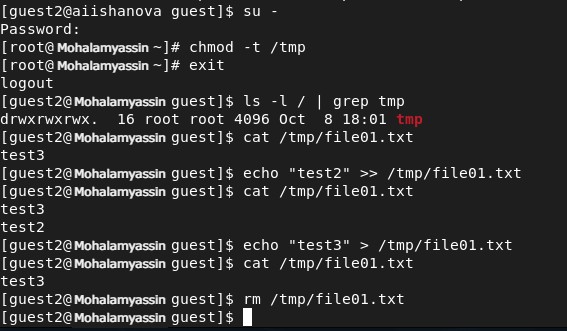 [guest2@aiishanova guest]$ su -
Password:
[root@ Mohalamyassin ~]# chmod -t /tmp
[root@ Mohalamyassin ~]# exit
logout
[guest2@Mohalamyassin guest]$ ls -l / | grep tmp
drwxrwxrwx.  16 root root 4096 Oct  8 18:01 tmp
[guest2@Mohalamyassin guest]$ cat /tmp/file01.txt
test3
[guest2@Mohalamyassin guest]$ echo "test2" >> /tmp/file01.txt
[guest2@Mohalamyassin guest]$ cat /tmp/file01.txt
test3
test2
[guest2@Mohalamyassin guest]$ echo "test3" > /tmp/file01.txt
[guest2@Mohalamyassin guest]$ cat /tmp/file01.txt
test3
[guest2@Mohalamyassin guest]$ rm /tmp/file01.txt
[guest2@Mohalamyassin guest]$